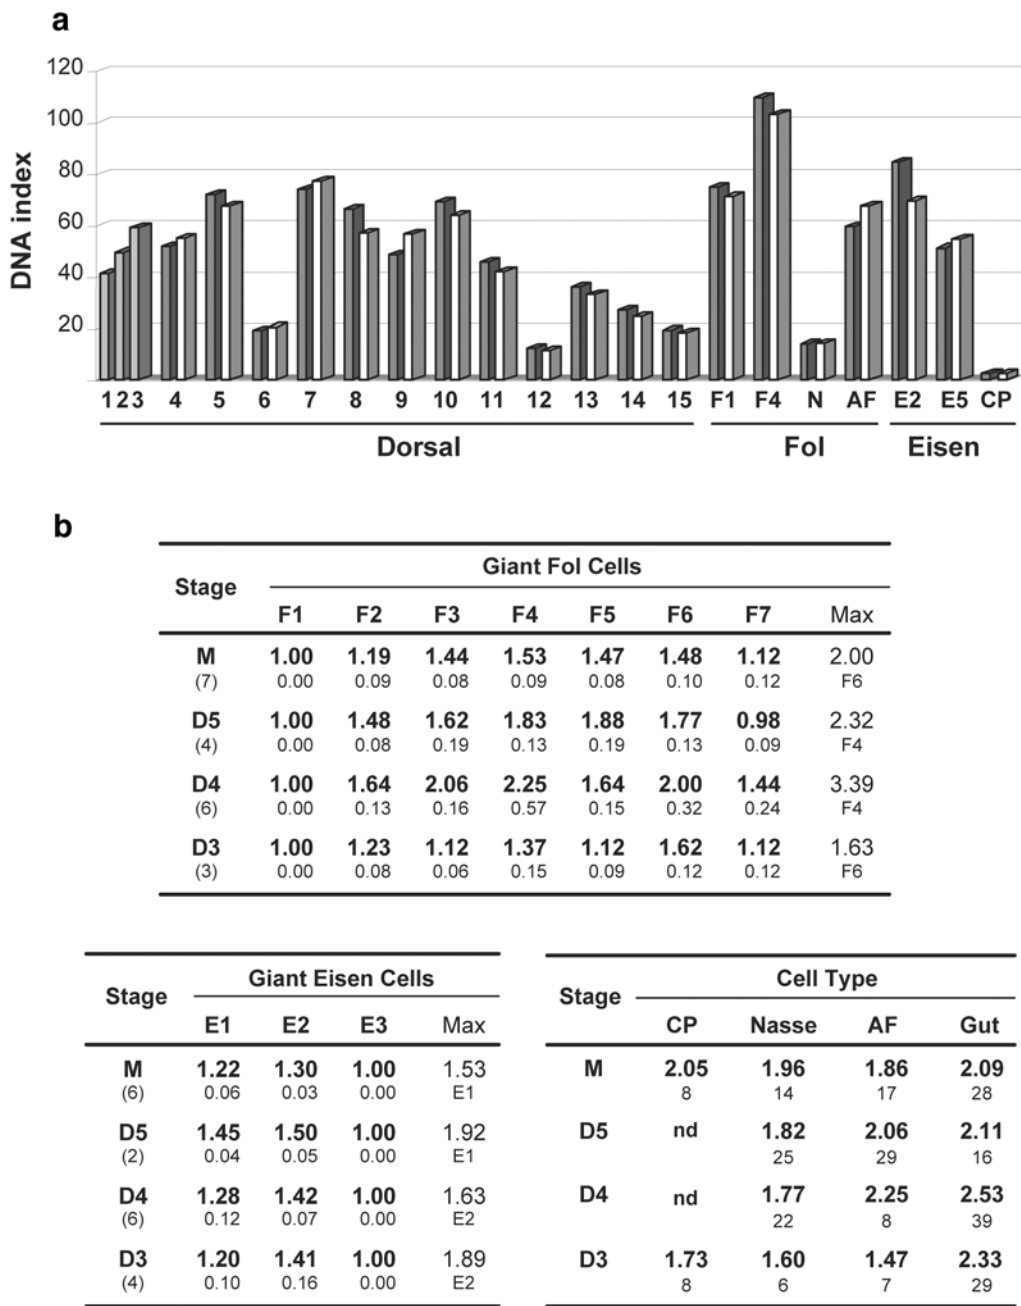 a
120
100
80
60
40
20
DNA index
1 2 3 4 5 6 7 8 9 10 11 12 13 14 15 F1 F4 N AF E2 E5 CP
Dorsal Fol Eisen
b
Stage Giant Fol Cells
F1 F2 F3 F4 F5 F6 F7 Max
M 1.00 1.19 1.44 1.53 1.47 1.48 1.12 2.00
(7) 0.00 0.09 0.08 0.09 0.08 0.10 0.12 F6
D5 1.00 1.48 1.62 1.83 1.88 1.77 0.98 2.32
(4) 0.00 0.08 0.19 0.13 0.19 0.13 0.09 F4
D4 1.00 1.64 2.06 2.25 1.64 2.00 1.44 3.39
(6) 0.00 0.13 0.16 0.57 0.15 0.32 0.24 F4
D3 1.00 1.23 1.12 1.37 1.12 1.62 1.12 1.63
(3) 0.00 0.08 0.06 0.15 0.09 0.12 0.12 F6
Stage Giant Eisen Cells
E1 E2 E3 Max
M 1.22 1.30 1.00 1.53
(6) 0.06 0.03 0.00 E1
D5 1.45 1.50 1.00 1.92
(2) 0.04 0.05 0.00 E1
D4 1.28 1.42 1.00 1.63
(6) 0.12 0.07 0.00 E2
D3 1.20 1.41 1.00 1.89
(4) 0.10 0.16 0.00 E2
Stage Cell Type
CP Nasse AF Gut
M 2.05 1.96 1.86 2.09
8 14 17 28
D5 nd 1.82 2.06 2.11
25 29 16
D4 nd 1.77 2.25 2.53
22 8 39
D3 1.73 1.60 1.47 2.33
8 6 7 29